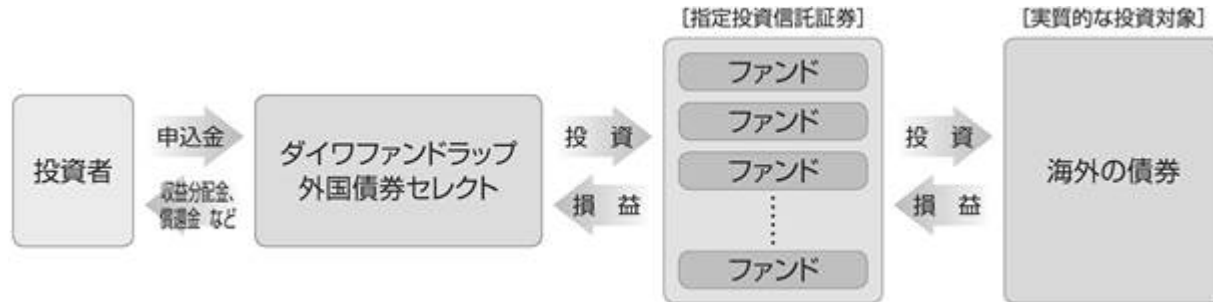 [指定投資信託証券]
[実質的な投資対象]
投資者
申込金
収益分配金、
償還金 など
ダイワファンドラップ
外国債券セレクト
投 資
損 益
ファンド
ファンド
ファンド
ファンド
投 資
損 益
海外の債券